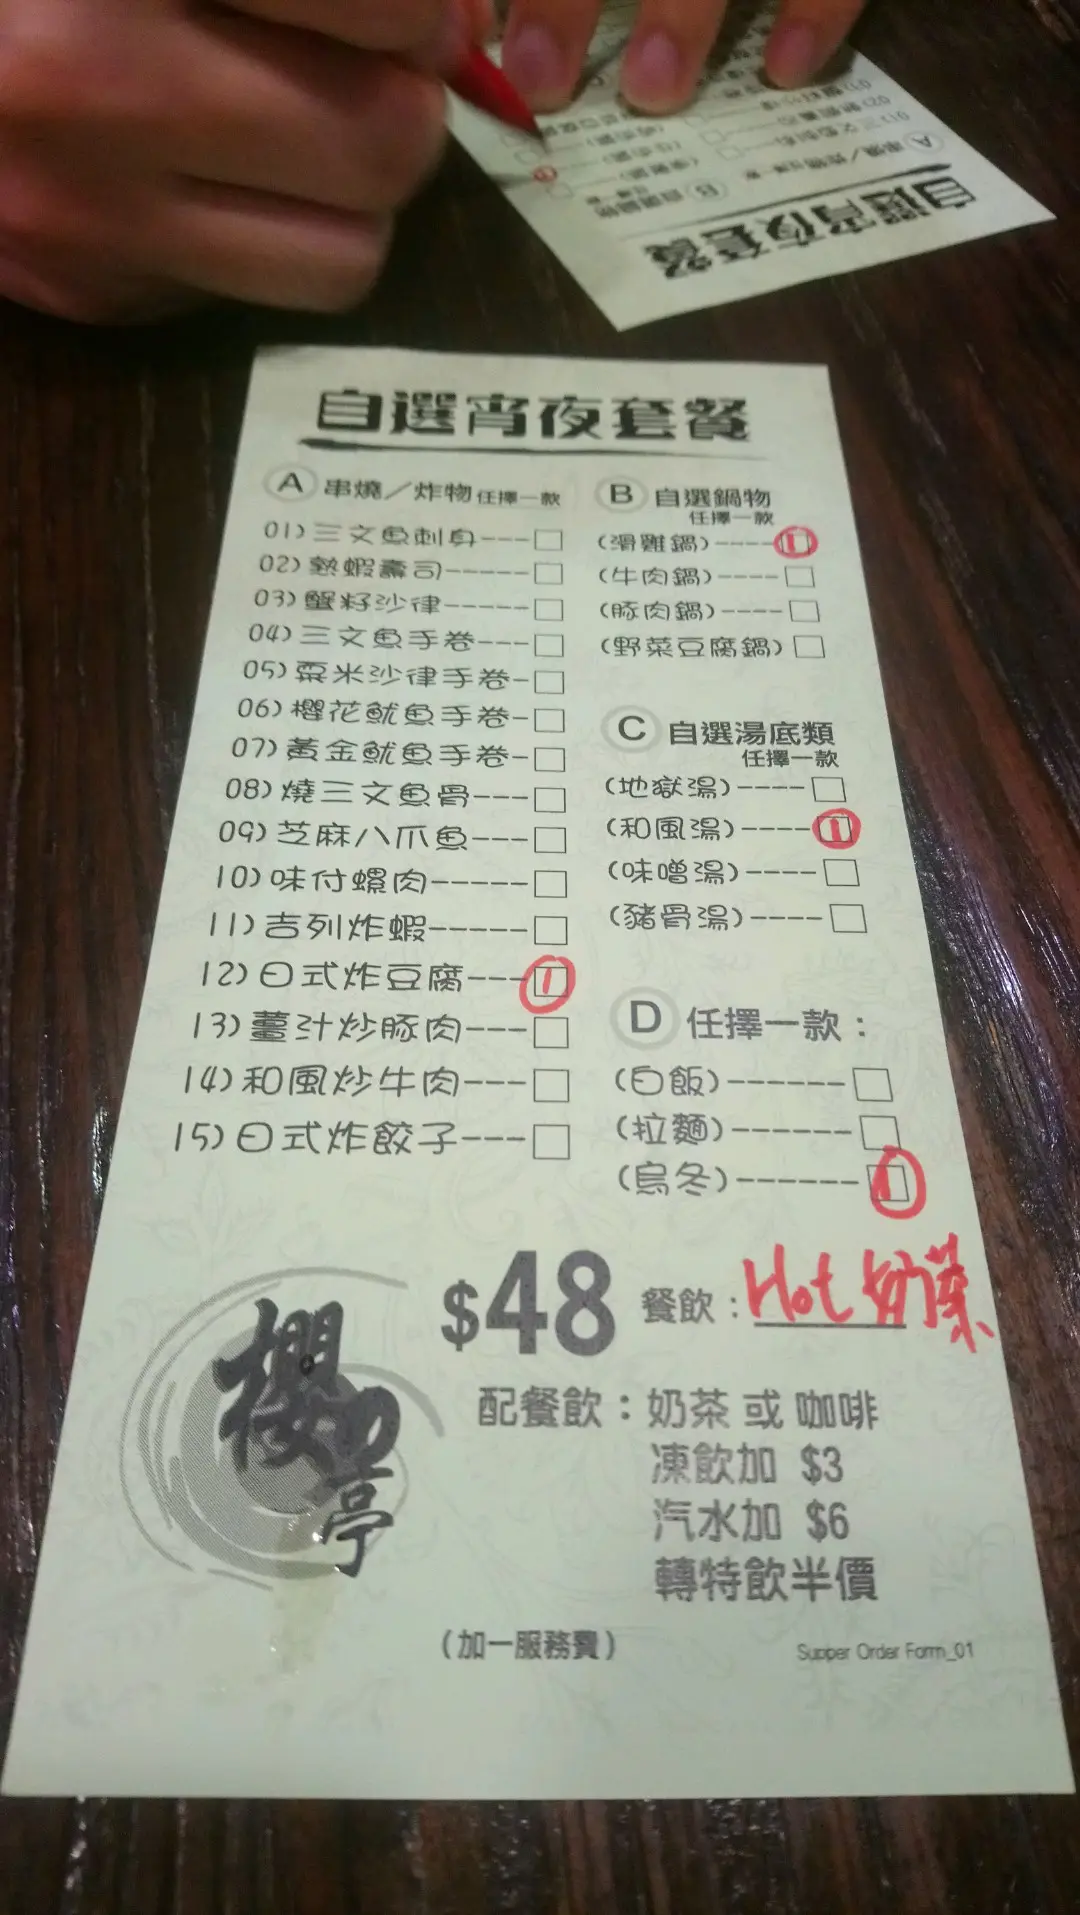 自選宵夜套餐
自選宵夜套餐
A 串燒／炸物 任擇一款
01)三文魚刺身---□
02)熱蝦壽司-----□
03)蟹籽沙律-----□
04)三文魚手卷---□
05)粟米沙律手卷-□
06)櫻花魷魚手卷-□
07)黃金魷魚手卷-□
08)燒三文魚骨---□
09)芝麻八爪魚---□
10)味付螺肉-----□
11)吉列炸蝦-----□
12)日式炸豆腐---1
13)薑汁炒豚肉---□
14)和風炒牛肉---□
15)日式炸餃子---□
B 自選鍋物
任擇一款
(滑雞鍋)----1
(牛肉鍋)----□
(豚肉鍋)----□
(野菜豆腐鍋)□
C 自選湯底類
任擇一款
(地獄湯)----□
(和風湯)----1
(味噌湯)----□
(豬骨湯)----□
D 任擇一款：
(白飯)------□
(拉麵)------□
(烏冬)------1
$48 餐飲：Hot 奶茶
配餐飲：奶茶 或 咖啡
凍飲加 $3
汽水加 $6
轉特飲半價
櫻亭
(加一服務費)
Supper Order Form_01